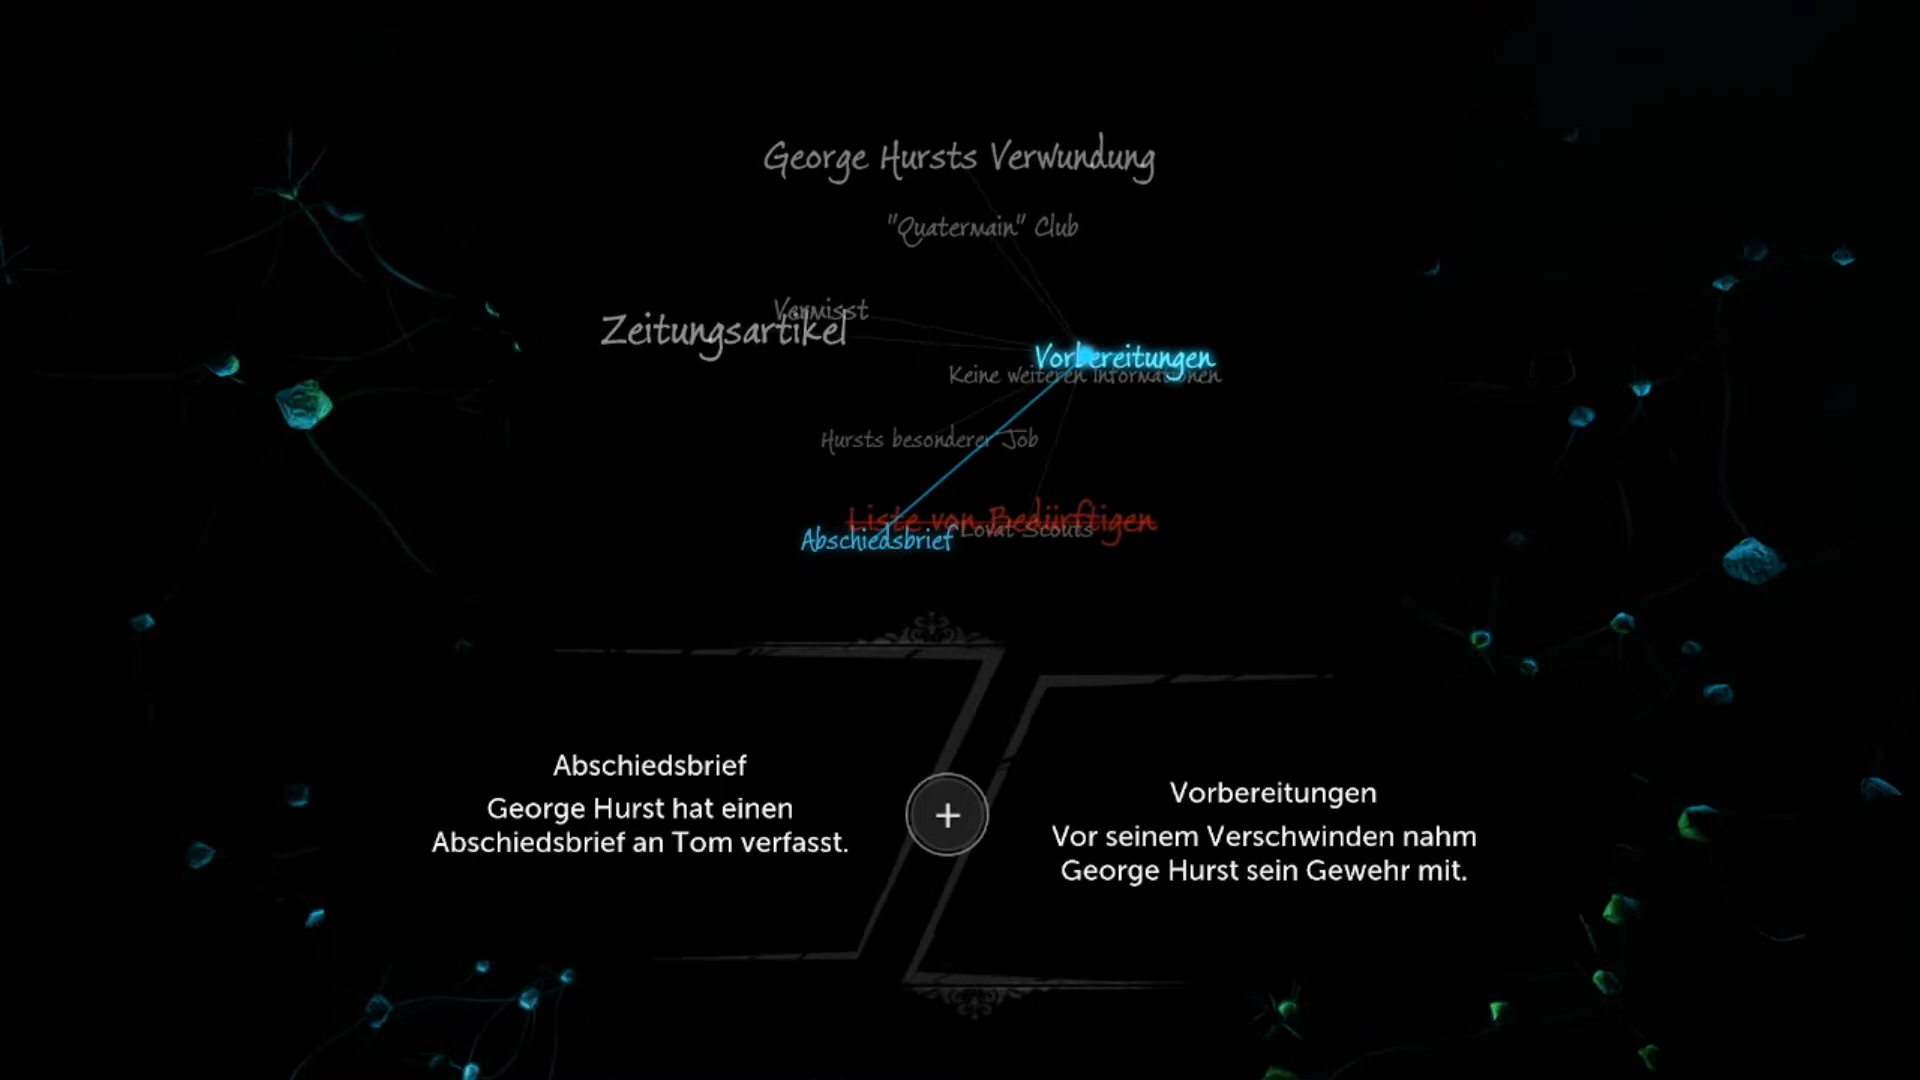 George Hursts Verwundung
"Quatermain" Club
Vermisst
Zeitungsartikel
Vorbereitungen
Keine weiteren Informationen
Hursts besonderer Job
Liste von Bedürftigen
Lovat Scouts
Abschiedsbrief
Abschiedsbrief
George Hurst hat einen
Abschiedsbrief an Tom verfasst.
+
Vorbereitungen
Vor seinem Verschwinden nahm
George Hurst sein Gewehr mit.